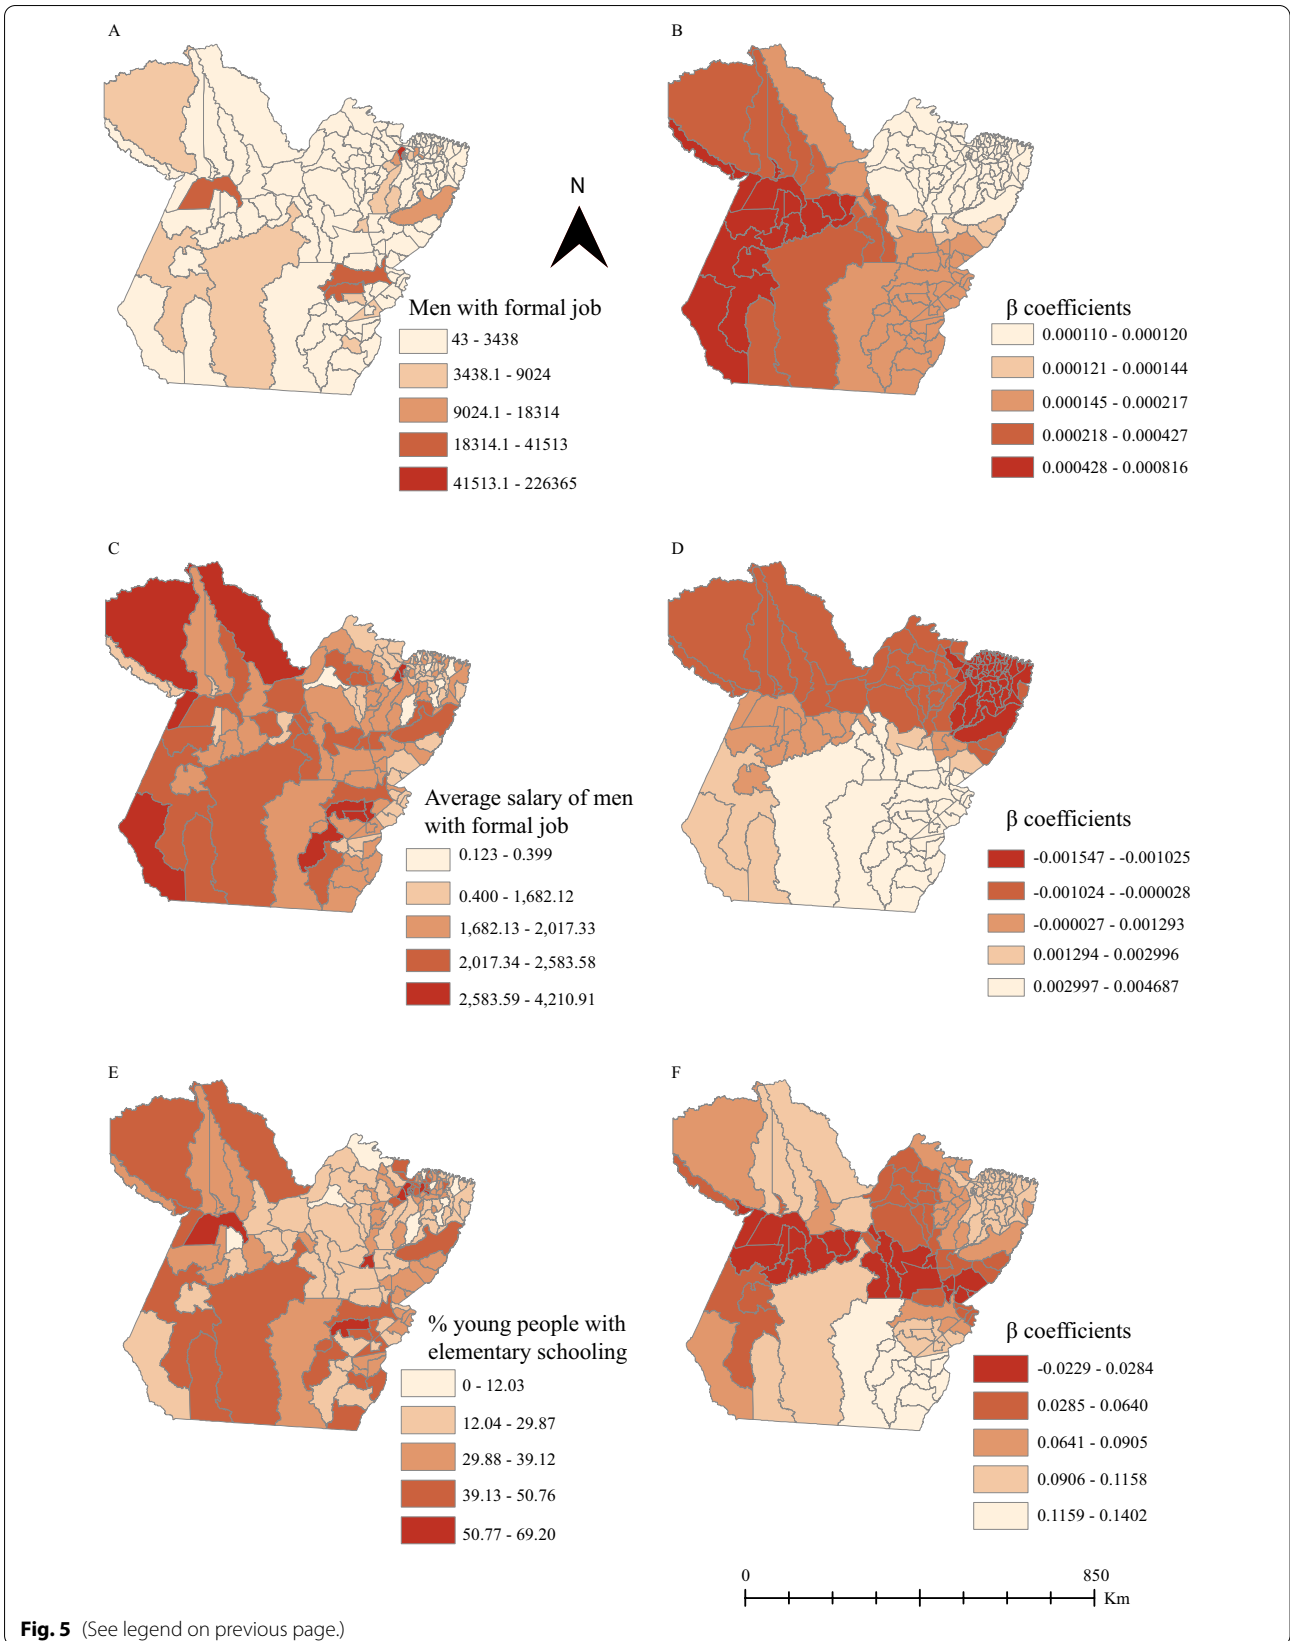 A
B
N
Men with formal job
43 - 3438
3438.1 - 9024
9024.1 - 18314
18314.1 - 41513
41513.1 - 226365
β coefficients
0.000110 - 0.000120
0.000121 - 0.000144
0.000145 - 0.000217
0.000218 - 0.000427
0.000428 - 0.000816
C
D
Average salary of men
with formal job
0.123 - 0.399
0.400 - 1,682.12
1,682.13 - 2,017.33
2,017.34 - 2,583.58
2,583.59 - 4,210.91
β coefficients
-0.001547 - -0.001025
-0.001024 - -0.000028
-0.000027 - 0.001293
0.001294 - 0.002996
0.002997 - 0.004687
E
F
% young people with
elementary schooling
0 - 12.03
12.04 - 29.87
29.88 - 39.12
39.13 - 50.76
50.77 - 69.20
β coefficients
-0.0229 - 0.0284
0.0285 - 0.0640
0.0641 - 0.0905
0.0906 - 0.1158
0.1159 - 0.1402
0 850
Km
Fig. 5 (See legend on previous page.)